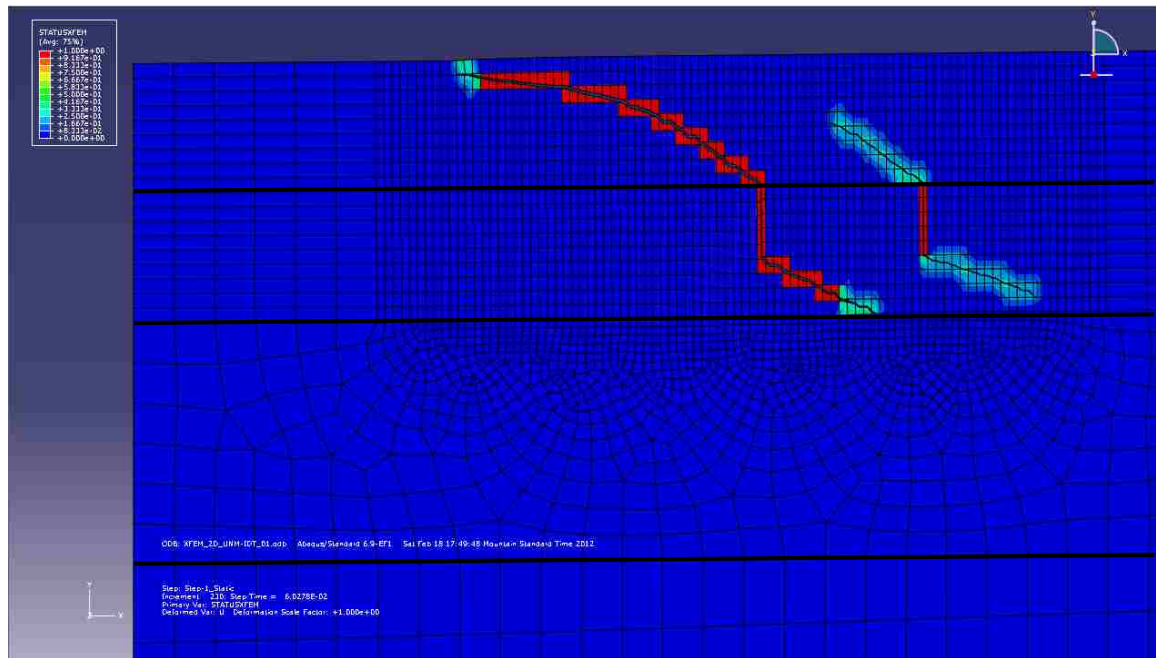 STATUSXFEM
(Avg: 75%)
+1.000e+00
+9.167e-01
+8.333e-01
+7.500e-01
+6.667e-01
+5.833e-01
+5.000e-01
+4.167e-01
+3.333e-01
+2.500e-01
+1.667e-01
+8.333e-02
+0.000e+00
Y
X
ODB: XFEM_2D_UNM-IDT_01.odb Abaqus/Standard 6.9-EF1 Sat Feb 18 17:49:48 Mountain Standard Time 2012
Step: Step-1_Static
Increment 230: Step Time = 6.0278E-02
Primary Var: STATUSXFEM
Deformed Var: U Deformation Scale Factor: +1.000e+00
Y
Z X